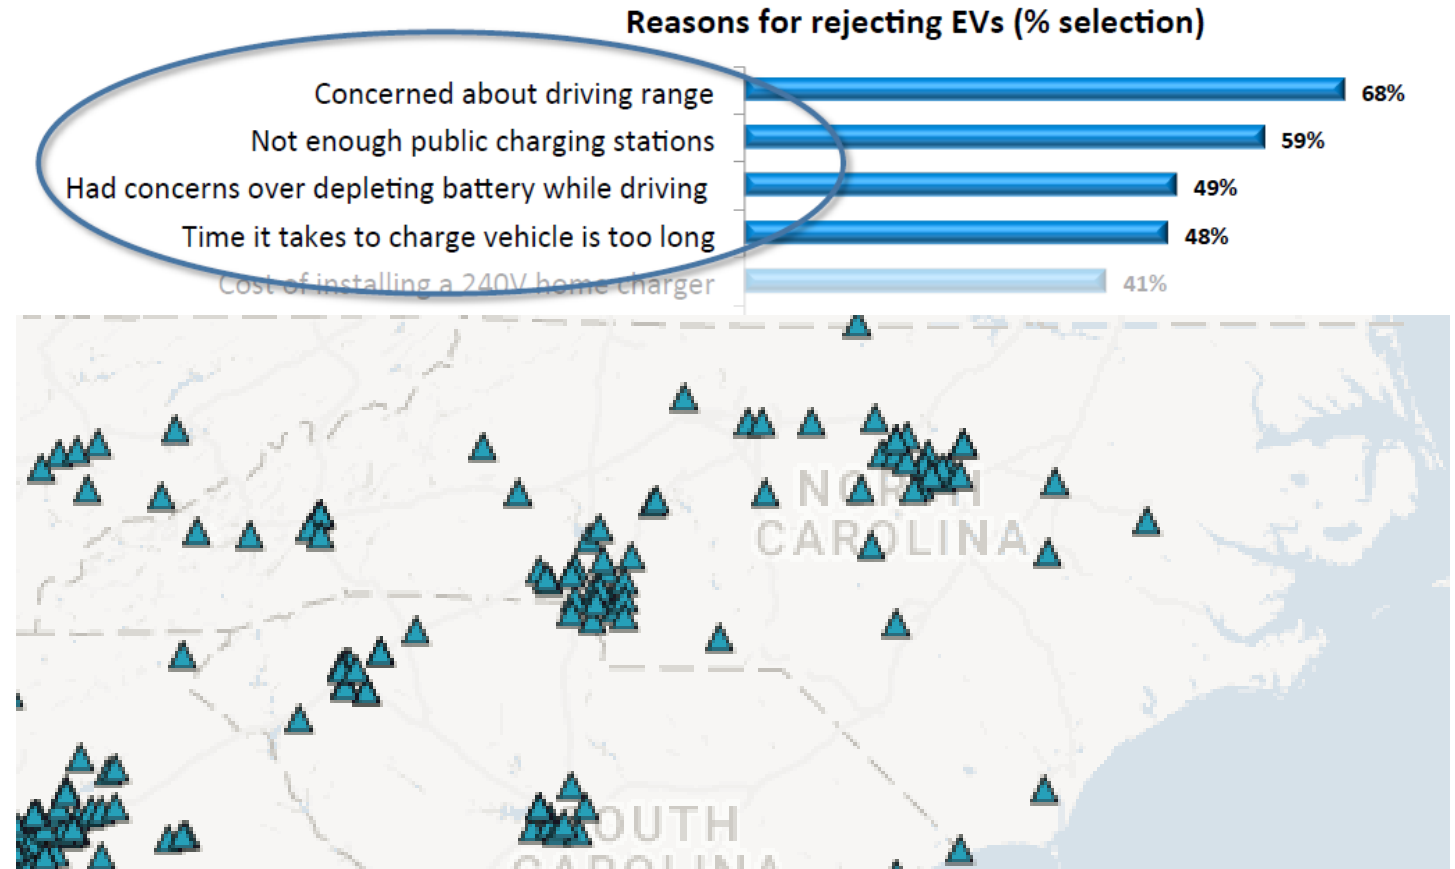 Reasons for rejecting EVs (% selection)
Concerned about driving range 68%
Not enough public charging stations 59%
Had concerns over depleting battery while driving 49%
Time it takes to charge vehicle is too long 48%
Cost of installing a 240V home charger 41%
NORTH
CAROLINA
SOUTH
CAROLINA